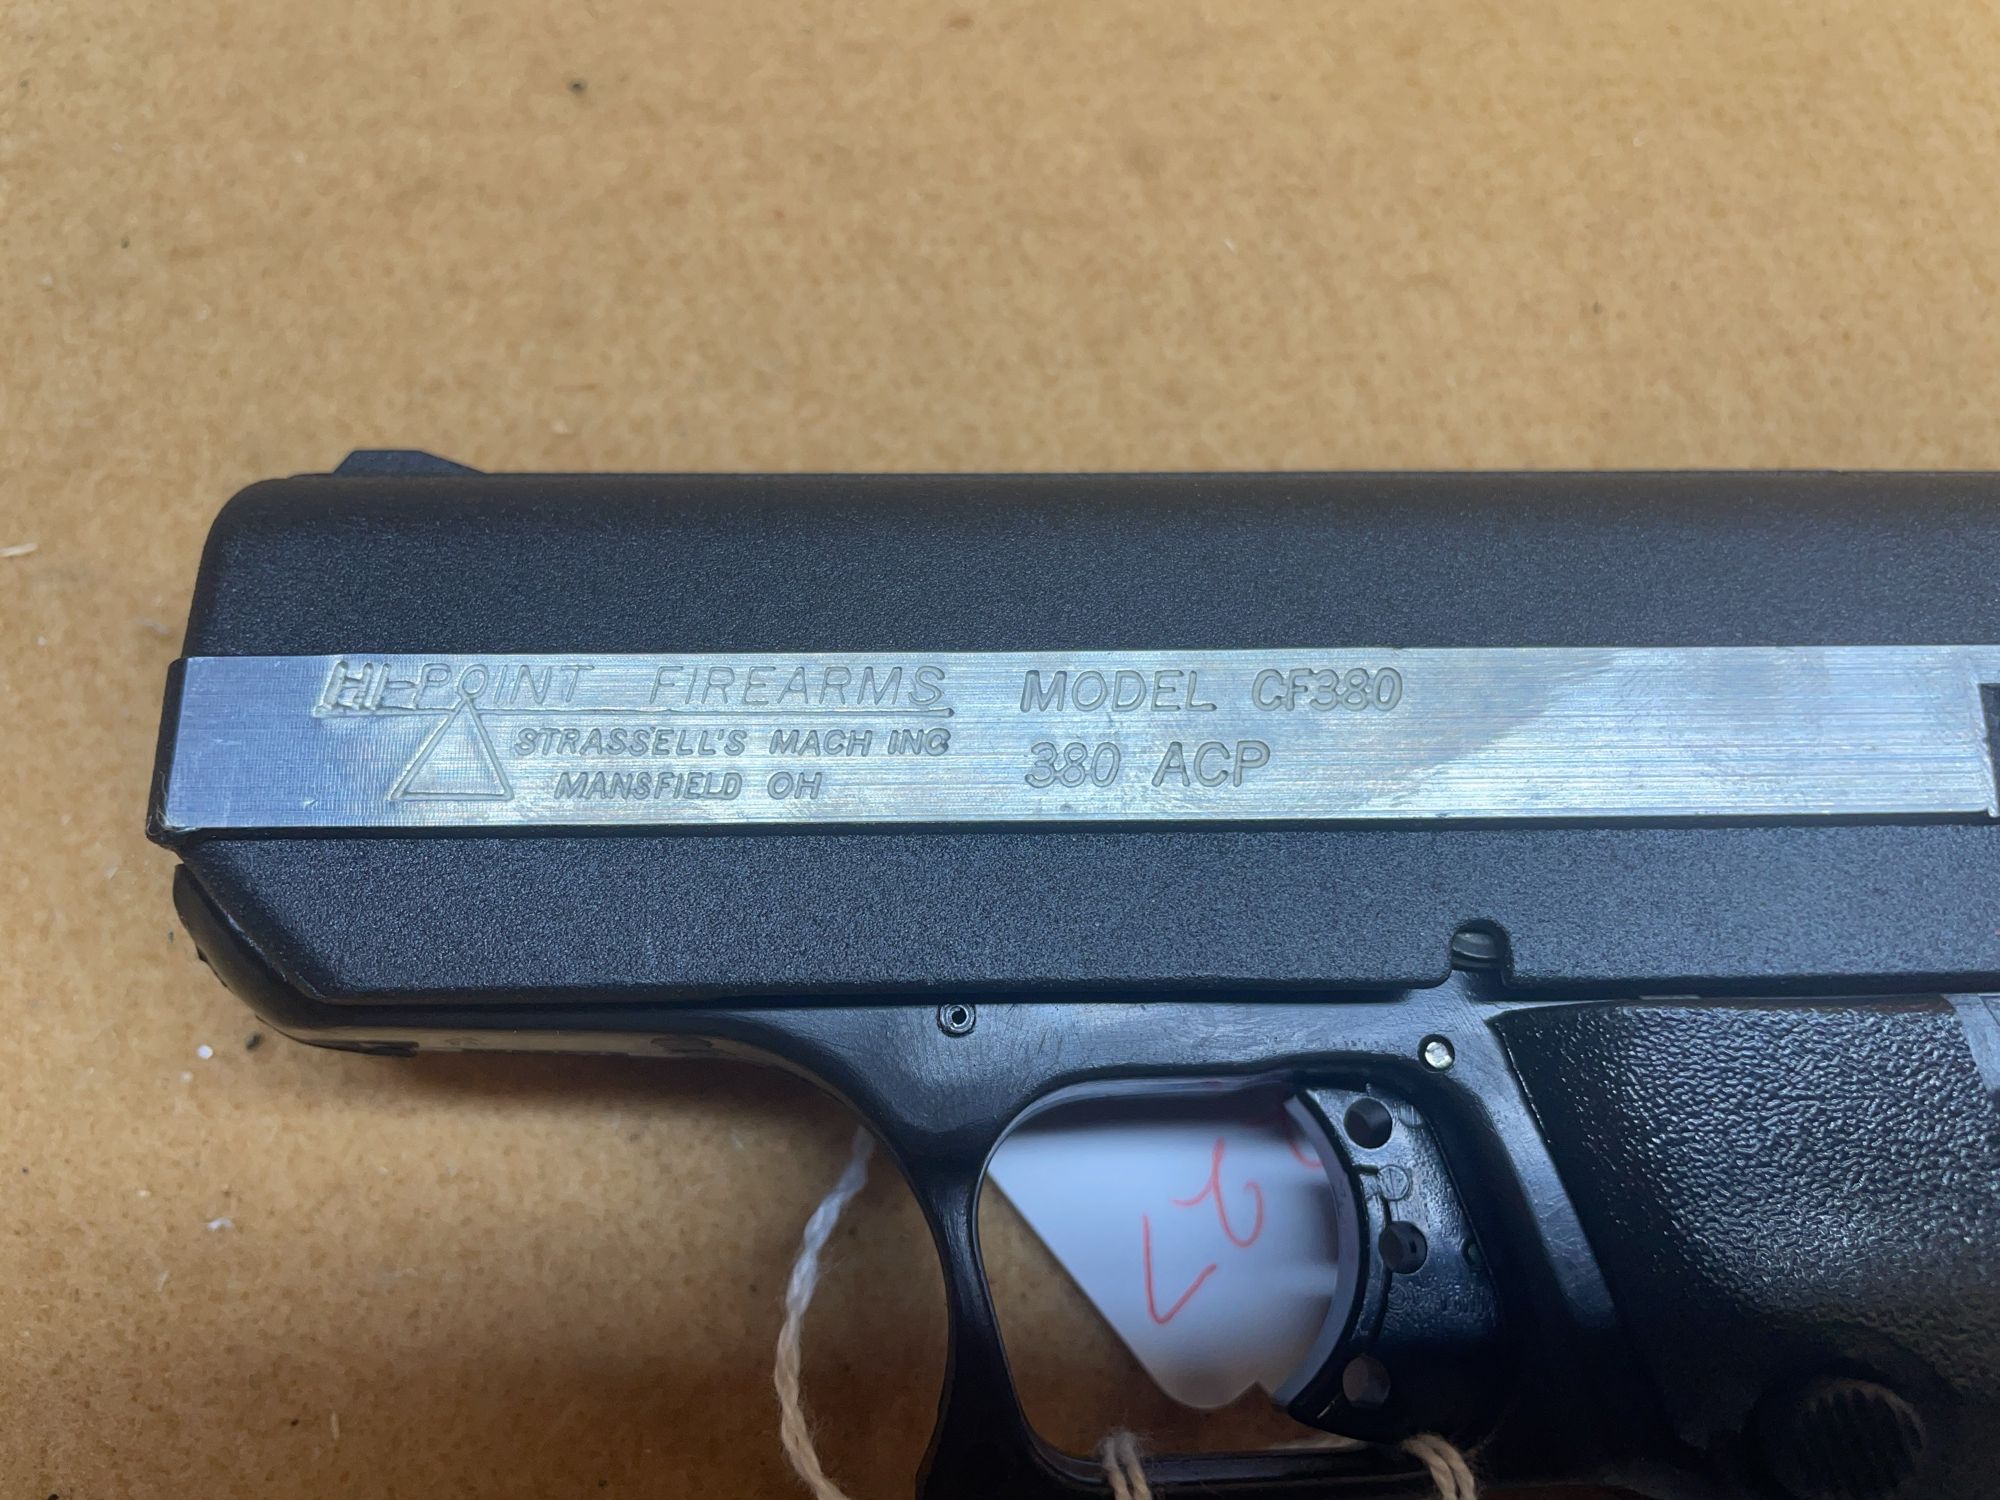 HI-POINT FIREARMS MODEL CF380
STRASSELL'S MACH INC 380 ACP
MANSFIELD OH